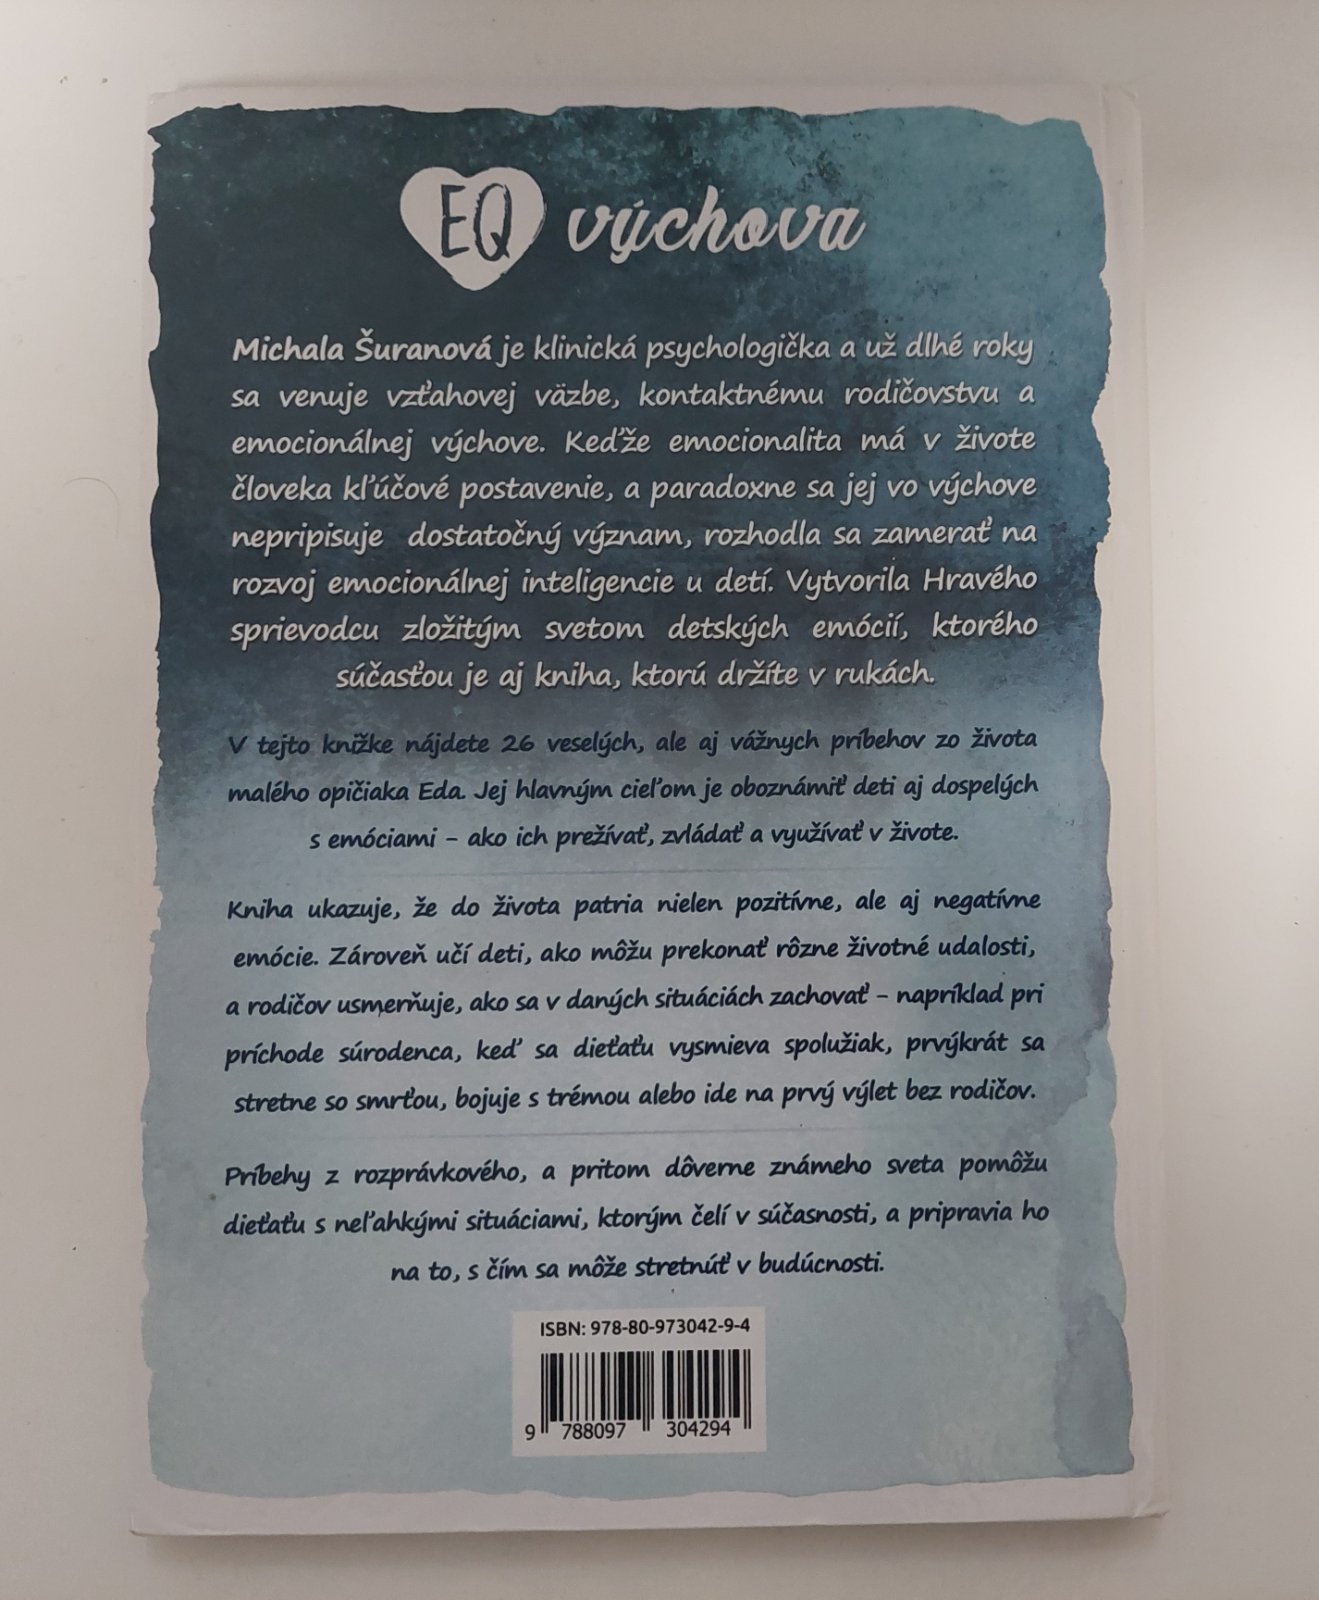 EQ výchova
Michala Šuranová je klinická psychologička a už dlhé roky
sa venuje vzťahovej väzbe, kontaktnému rodičovstvu a
emocionálnej výchove. Keďže emocionalita má v živote
človeka kľúčové postavenie, a paradoxne sa jej vo výchove
nepripisuje dostatočný význam, rozhodla sa zamerať na
rozvoj emocionálnej inteligencie u detí. Vytvorila Hravého
sprievodcu zložitým svetom detských emócií, ktorého
súčasťou je aj kniha, ktorú držíte v rukách.
V tejto knižke nájdete 26 veselých, ale aj vážnych príbehov zo života
malého opičiaka Eda. Jej hlavným cieľom je oboznámiť deti aj dospelých
s emóciami – ako ich prežívať, zvládať a využívať v živote.
Kniha ukazuje, že do života patria nielen pozitívne, ale aj negatívne
emócie. Zároveň učí deti, ako môžu prekonať rôzne životné udalosti,
a rodičov usmerňuje, ako sa v daných situáciách zachovať – napríklad pri
príchode súrodenca, keď sa dieťaťu vysmieva spolužiak, prvýkrát sa
stretne so smrťou, bojuje s trémou alebo ide na prvý výlet bez rodičov.
Príbehy z rozprávkového, a pritom dôverne známeho sveta pomôžu
dieťaťu s neľahkými situáciami, ktorým čelí v súčasnosti, a pripravia ho
na to, s čím sa môže stretnúť v budúcnosti.
ISBN: 978-80-973042-9-4
9 788097 304294